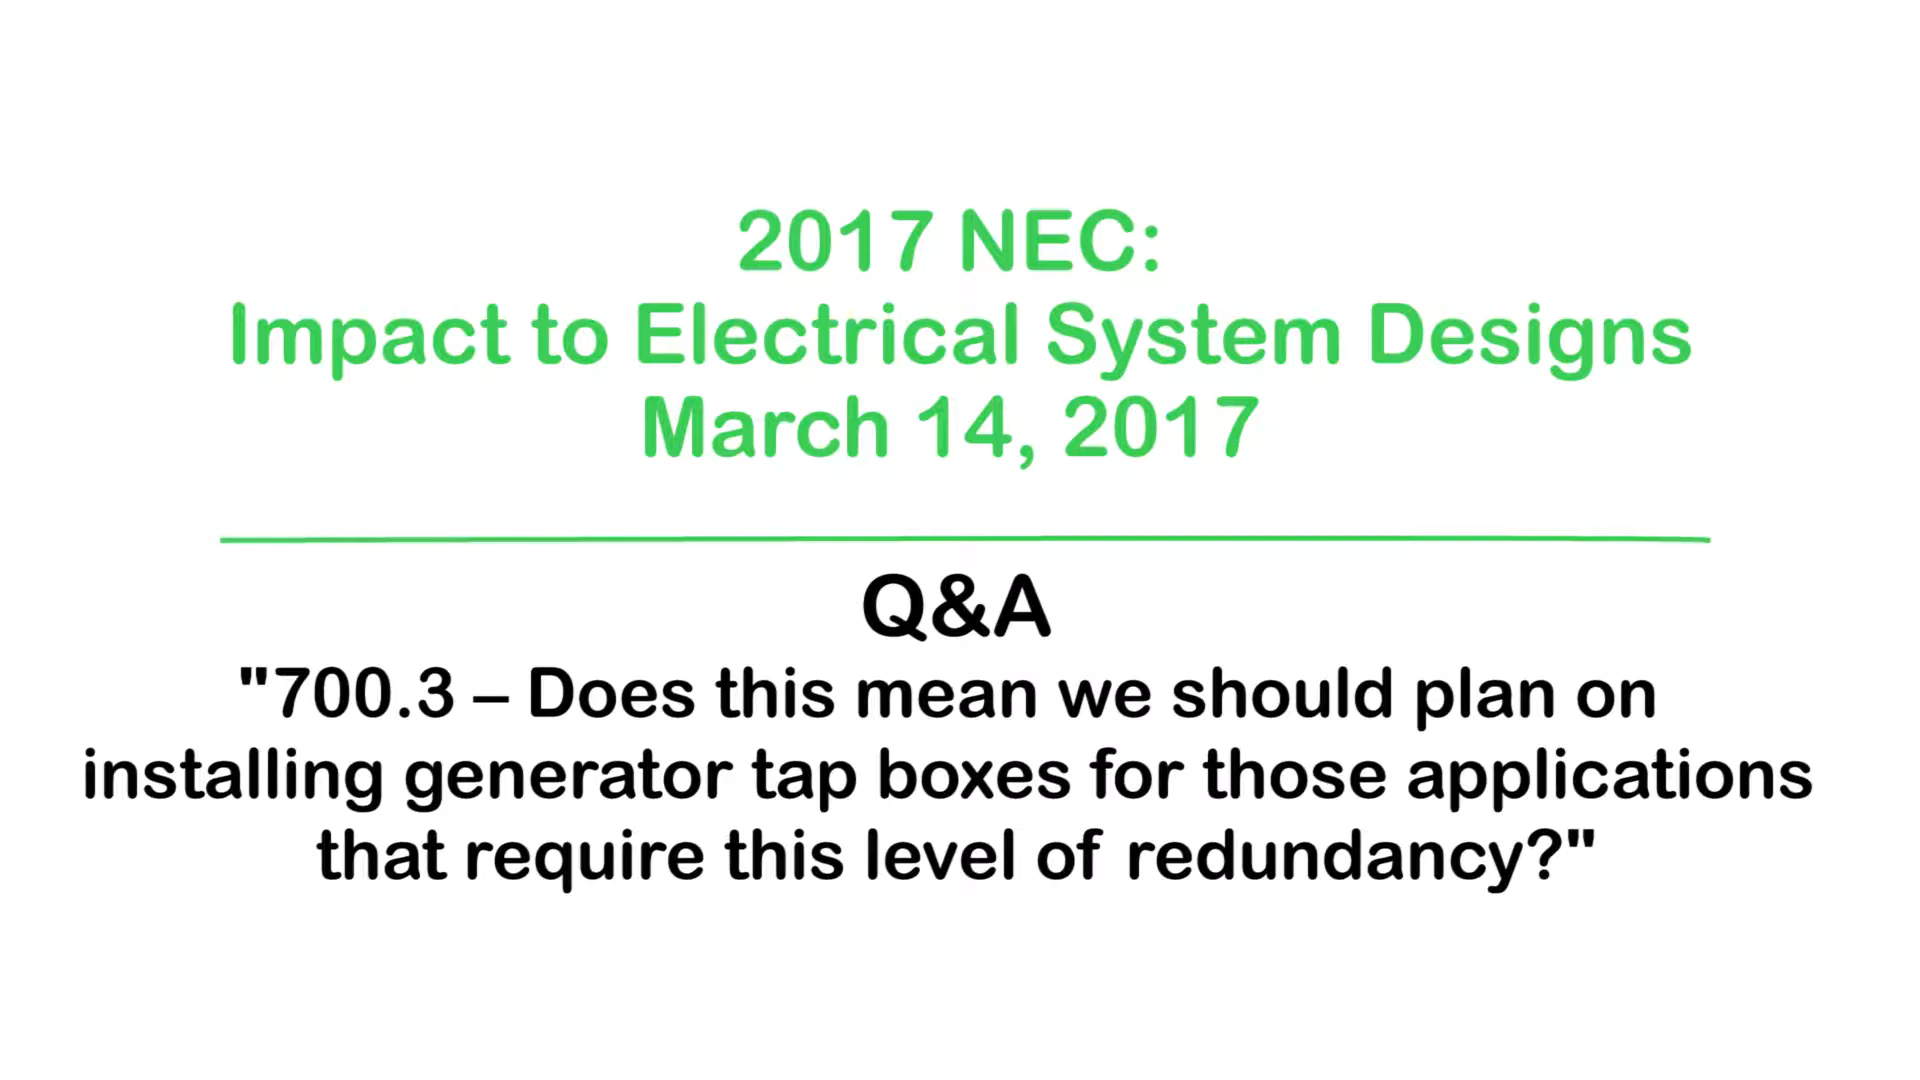 2017 NEC:
Impact to Electrical System Designs
March 14, 2017
Q&A
"700.3 – Does this mean we should plan on
installing generator tap boxes for those applications
that require this level of redundancy?"